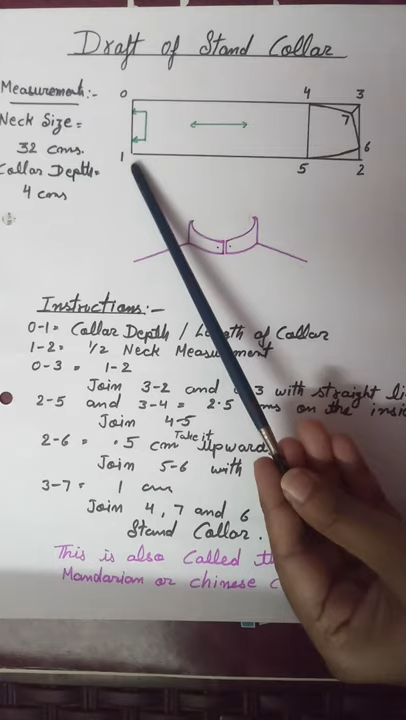 Draft of Stand Collar
Measurement:-
Neck Size=
32 cms.
Collar Depth=
4 cms
0
4
3
7
6
1
5
2
Instructions:-
0-1= Collar Depth / of Collar
1-2= 1/2 Neck Measurement
0-3 = 1-2
Join 3-2 and 3 with straight
2-5 and 3-4 = 2.5 on the
Join 4-5
2-6 = .5 cm Take it upward
Join 5-6 with
3-7= 1 cm
Join 4, 7 and 6
Stand Collar.
This is also Called
Mandarian or chinese